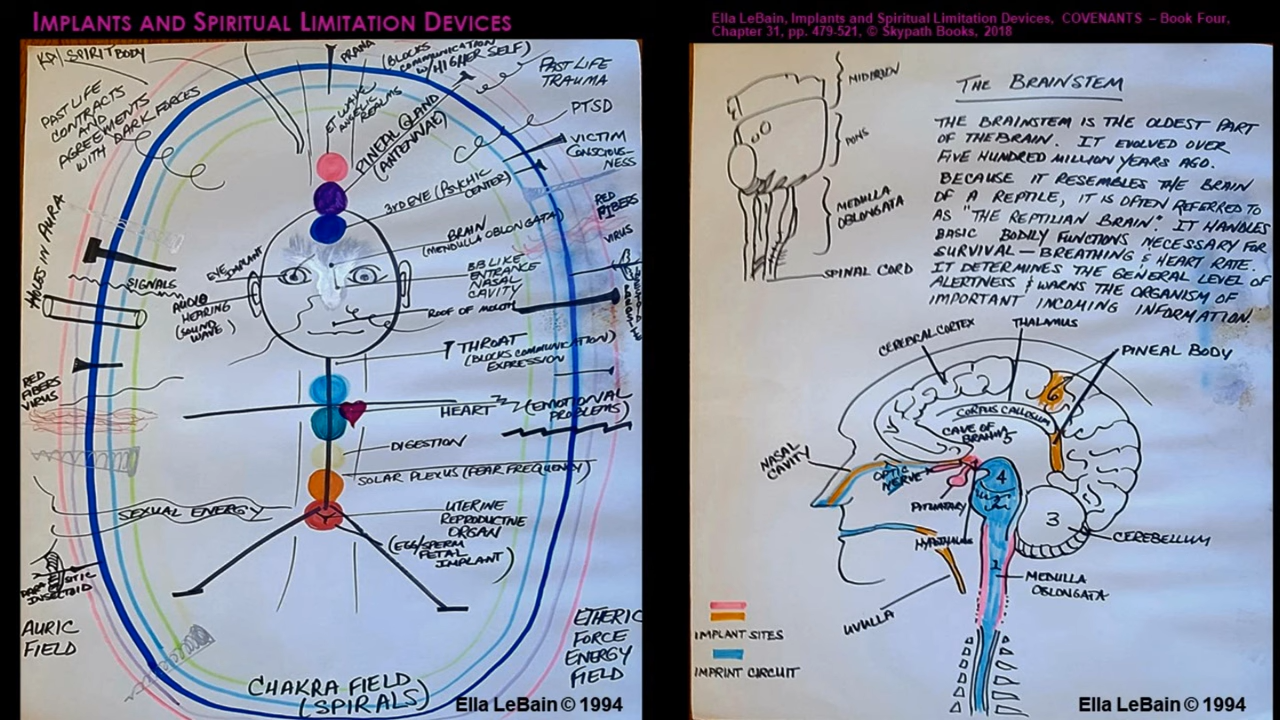 IMPLANTS AND SPIRITUAL LIMITATION DEVICES
Ella LeBain, Implants and Spiritual Limitation Devices, COVENANTS – Book Four,
Chapter 31, pp. 479-521, © Skypath Books, 2018
SPIRIT BODY
PRANA
(BLOCKS
COMMUNICATION
W/HIGHER SELF)
PAST LIFE
TRAUMA
PAST LIFE
CONTRACTS
AND
AGREEMENTS
WITH DARK FORCES
ET WAVE
ANGELIC
REALMS
PINEAL GLAND
(ANTENNAE)
PTSD
VICTIM
CONSCIOUS-
NESS
3RD EYE (PSYCHIC
CENTER)
RED
FIBERS
VIRUS
BRAIN
(MENDULLA OBLONGATA)
HOLES IN AURA
EYE IMPLANT
BB LIKE
ENTRANCE
NASAL
CAVITY
SIGNALS
AUDIO
HEARING
(SOUND
WAVE)
ROOF OF MOUTH
THROAT
(BLOCKS COMMUNICATION)
EXPRESSION
RED
FIBERS
VIRUS
HEART
(EMOTIONAL
PROBLEMS)
DIGESTION
SOLAR PLEXUS (FEAR FREQUENCY)
SEXUAL ENERGY
UTERINE
REPRODUCTIVE
ORGAN
(EGG/SPERM
FETAL
IMPLANT)
INSECTOID
AURIC
FIELD
ETHERIC
FORCE
ENERGY
FIELD
CHAKRA FIELD
(SPIRALS)
Ella LeBain © 1994
MIDBRAIN
PONS
MEDULLA
OBLONGATA
SPINAL CORD
THE BRAINSTEM
THE BRAINSTEM IS THE OLDEST PART
OF THE BRAIN. IT EVOLVED OVER
FIVE HUNDRED MILLION YEARS AGO.
BECAUSE IT RESEMBLES THE BRAIN
OF A REPTILE, IT IS OFTEN REFERRED TO
AS "THE REPTILIAN BRAIN". IT HANDLES
BASIC BODILY FUNCTIONS NECESSARY FOR
SURVIVAL — BREATHING & HEART RATE.
IT DETERMINES THE GENERAL LEVEL OF
ALERTNESS & WARNS THE ORGANISM OF
IMPORTANT INCOMING INFORMATION.
CEREBRAL CORTEX
THALAMUS
PINEAL BODY
6
CORPUS CALLOSUM
CAVE OF
BRAHMA 5
NASAL
CAVITY
OPTIC
NERVE
4
PITUITARY
2
3
CEREBELLUM
1
MEDULLA
OBLONGATA
UVULLA
IMPLANT SITES
IMPRINT CIRCUIT
Ella LeBain © 1994